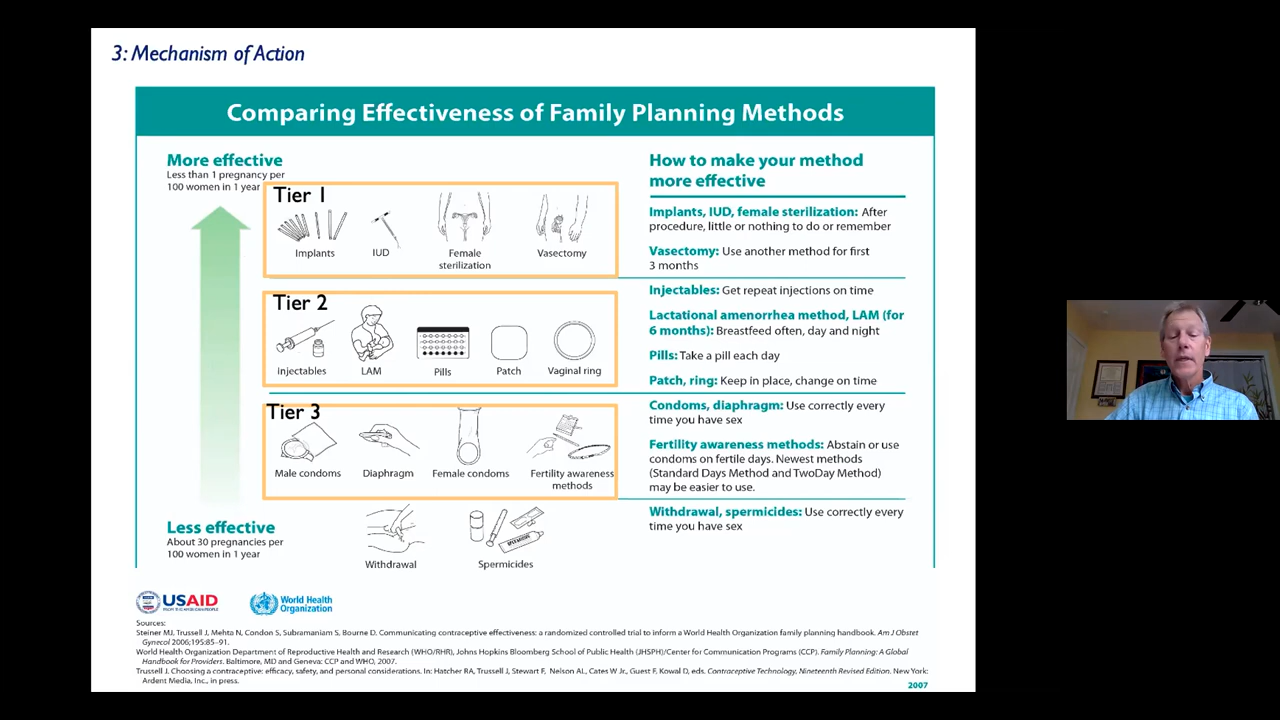 3: Mechanism of Action
Comparing Effectiveness of Family Planning Methods
More effective
Less than 1 pregnancy per
100 women in 1 year
Tier 1
Implants
IUD
Female
sterilization
Vasectomy
Tier 2
Injectables
LAM
Pills
Patch
Vaginal ring
Tier 3
Male condoms
Diaphragm
Female condoms
Fertility awareness
methods
Less effective
About 30 pregnancies per
100 women in 1 year
Withdrawal
Spermicides
How to make your method
more effective
Implants, IUD, female sterilization: After
procedure, little or nothing to do or remember
Vasectomy: Use another method for first
3 months
Injectables: Get repeat injections on time
Lactational amenorrhea method, LAM (for
6 months): Breastfeed often, day and night
Pills: Take a pill each day
Patch, ring: Keep in place, change on time
Condoms, diaphragm: Use correctly every
time you have sex
Fertility awareness methods: Abstain or use
condoms on fertile days. Newest methods
(Standard Days Method and TwoDay Method)
may be easier to use.
Withdrawal, spermicides: Use correctly every
time you have sex
USAID
FROM THE AMERICAN PEOPLE
World Health
Organization
Sources:
Steiner MJ, Trussell J, Mehta N, Condon S, Subramaniam S, Bourne D. Communicating contraceptive effectiveness: a randomized controlled trial to inform a World Health Organization family planning handbook. Am J Obstet
Gynecol 2006;195:85–91.
World Health Organization Department of Reproductive Health and Research (WHO/RHR), Johns Hopkins Bloomberg School of Public Health (JHSPH)/Center for Communication Programs (CCP). Family Planning: A Global
Handbook for Providers. Baltimore, MD and Geneva: CCP and WHO, 2007.
Trussell J. Choosing a contraceptive: efficacy, safety, and personal considerations. In: Hatcher RA, Trussell J, Stewart F, Nelson AL, Cates W Jr., Guest F, Kowal D, eds. Contraceptive Technology, Nineteenth Revised Edition. New York:
Ardent Media, Inc., in press.
2007